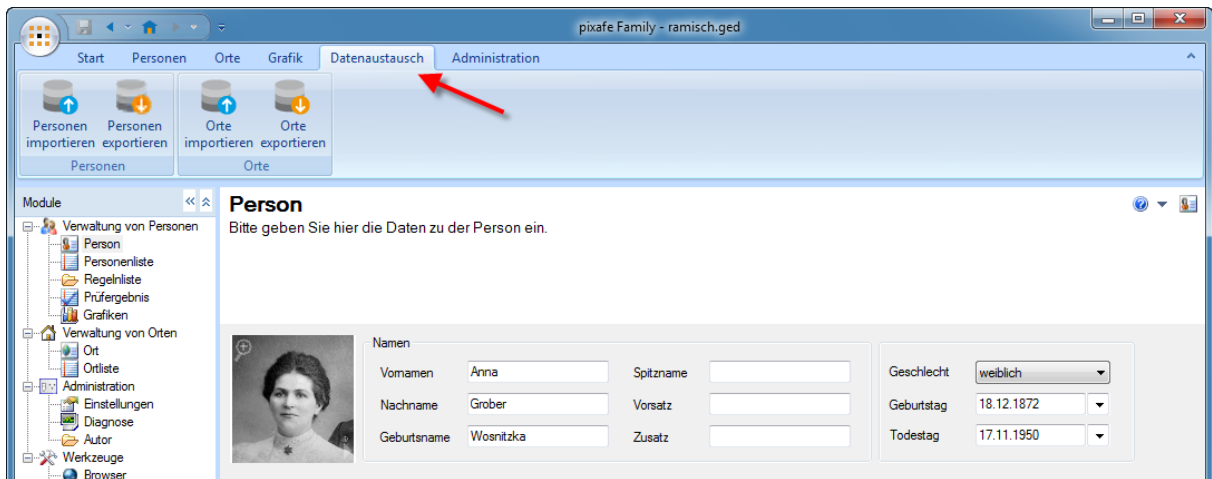 pixafe Family - ramisch.ged
Start Personen Orte Grafik Datenaustausch Administration
Personen importieren Personen exportieren Orte importieren Orte exportieren
Personen Orte
Module
Verwaltung von Personen
Person
Personenliste
Regelnliste
Prüfergebnis
Grafiken
Verwaltung von Orten
Ort
Ortliste
Administration
Einstellungen
Diagnose
Autor
Werkzeuge
Browser
Person
Bitte geben Sie hier die Daten zu der Person ein.
Namen
Vornamen Anna Spitzname Geschlecht weiblich
Nachname Grober Vorsatz Geburtstag 18.12.1872
Geburtsname Wosnitzka Zusatz Todestag 17.11.1950